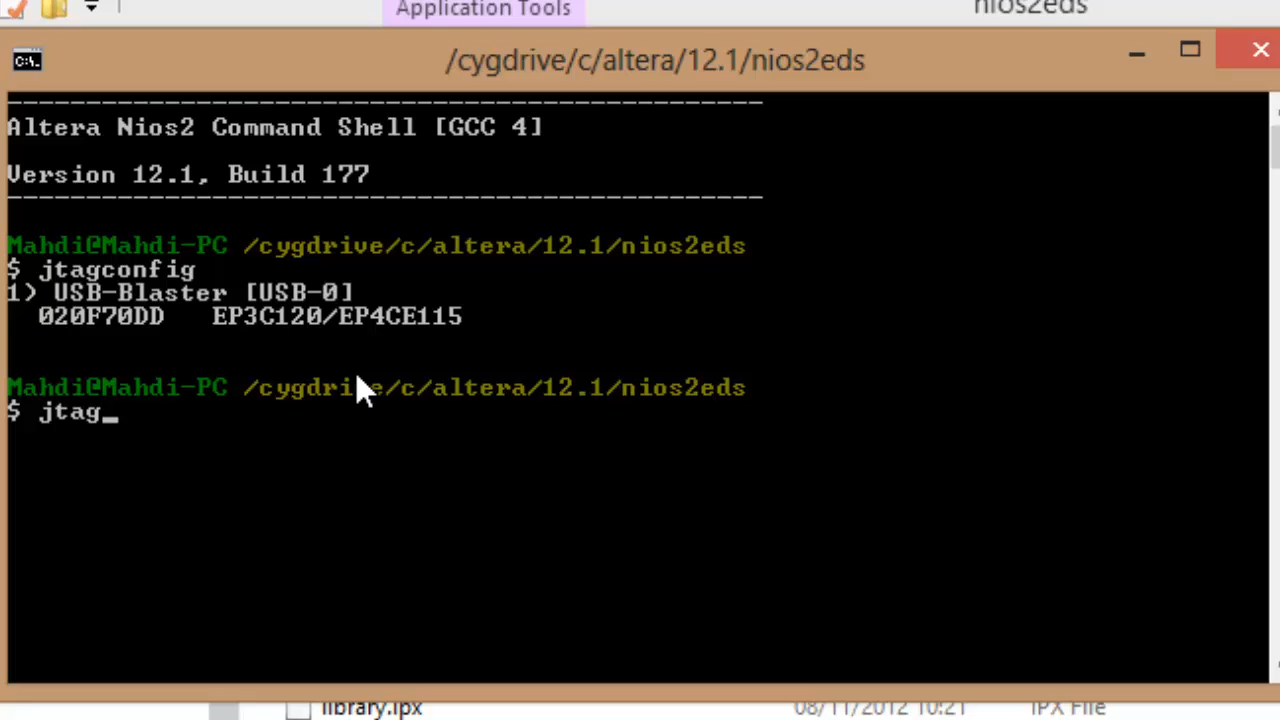 Application Tools
nios2eds
/cygdrive/c/altera/12.1/nios2eds
Altera Nios2 Command Shell [GCC 4]
Version 12.1, Build 177
Mahdi@Mahdi-PC /cygdrive/c/altera/12.1/nios2eds
$ jtagconfig
1) USB-Blaster [USB-0]
020F70DD EP3C120/EP4CE115
Mahdi@Mahdi-PC /cygdrive/c/altera/12.1/nios2eds
$ jtag_
library.ipx 08/11/2012 10:21 IPX File